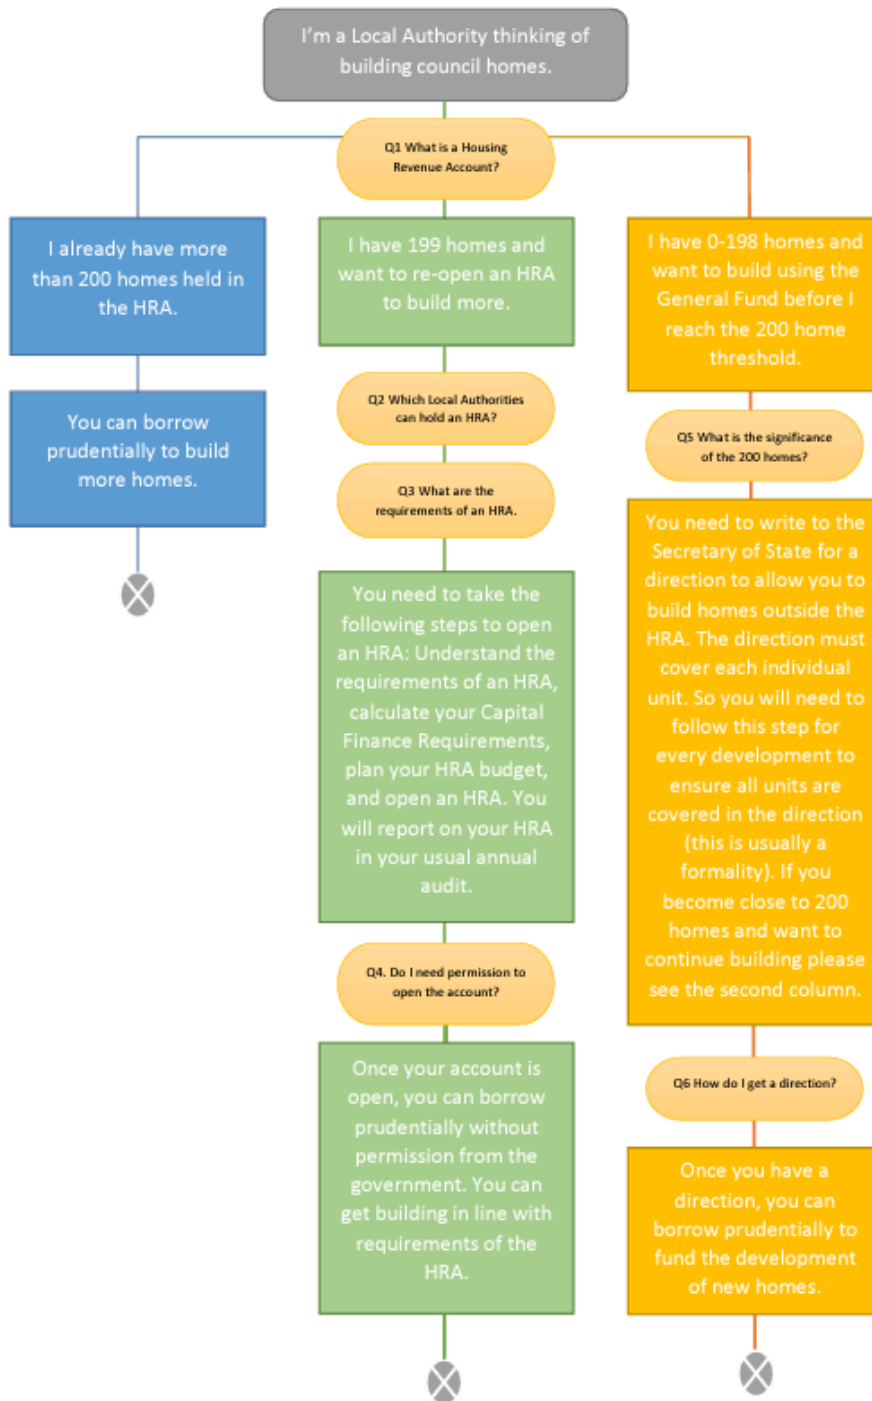 I'm a Local Authority thinking of
building council homes.
Q1 What is a Housing
Revenue Account?
I already have more
than 200 homes held in
the HRA.
You can borrow
prudentially to build
more homes.
I have 199 homes and
want to re-open an HRA
to build more.
Q2 Which Local Authorities
can hold an HRA?
Q3 What are the
requirements of an HRA.
You need to take the
following steps to open
an HRA: Understand the
requirements of an HRA,
calculate your Capital
Finance Requirements,
plan your HRA budget,
and open an HRA. You
will report on your HRA
in your usual annual
audit.
Q4. Do I need permission to
open the account?
Once your account is
open, you can borrow
prudentially without
permission from the
government. You can
get building in line with
requirements of the
HRA.
I have 0-198 homes and
want to build using the
General Fund before I
reach the 200 home
threshold.
Q5 What is the significance
of the 200 homes?
You need to write to the
Secretary of State for a
direction to allow you to
build homes outside the
HRA. The direction must
cover each individual
unit. So you will need to
follow this step for
every development to
ensure all units are
covered in the direction
(this is usually a
formality). If you
become close to 200
homes and want to
continue building please
see the second column.
Q6 How do I get a direction?
Once you have a
direction, you can
borrow prudentially to
fund the development
of new homes.